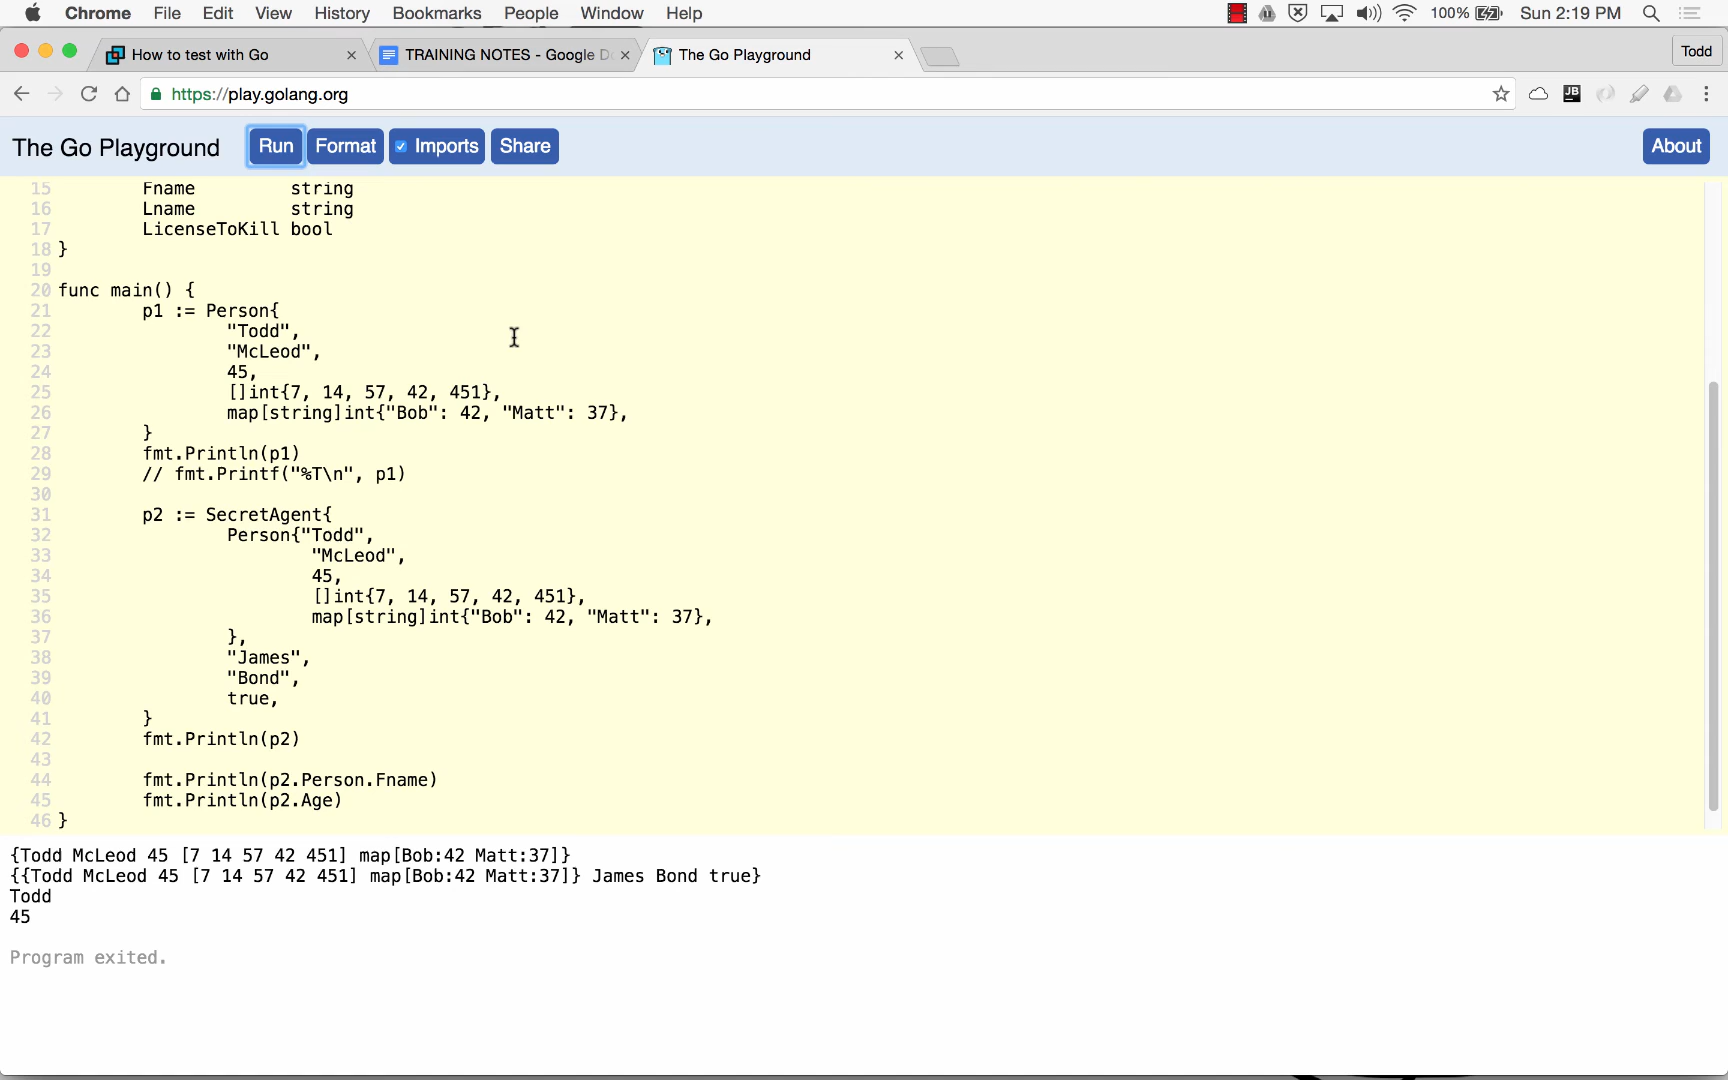 Chrome File Edit View History Bookmarks People Window Help 100% Sun 2:19 PM
How to test with Go TRAINING NOTES - Google Do The Go Playground Todd
https://play.golang.org
The Go Playground Run Format Imports Share About
15 Fname string
16 Lname string
17 LicenseToKill bool
18 }
19
20 func main() {
21 p1 := Person{
22 "Todd",
23 "McLeod",
24 45,
25 []int{7, 14, 57, 42, 451},
26 map[string]int{"Bob": 42, "Matt": 37},
27 }
28 fmt.Println(p1)
29 // fmt.Printf("%T\n", p1)
30
31 p2 := SecretAgent{
32 Person{"Todd",
33 "McLeod",
34 45,
35 []int{7, 14, 57, 42, 451},
36 map[string]int{"Bob": 42, "Matt": 37},
37 },
38 "James",
39 "Bond",
40 true,
41 }
42 fmt.Println(p2)
43
44 fmt.Println(p2.Person.Fname)
45 fmt.Println(p2.Age)
46 }
{Todd McLeod 45 [7 14 57 42 451] map[Bob:42 Matt:37]}
{{Todd McLeod 45 [7 14 57 42 451] map[Bob:42 Matt:37]} James Bond true}
Todd
45
Program exited.